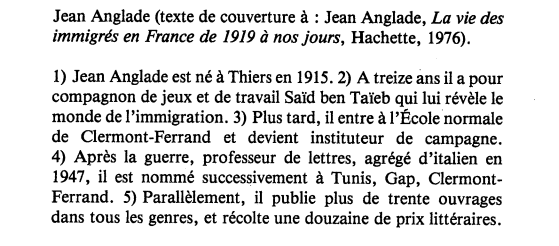 Jean Anglade (texte de couverture à : Jean Anglade, La vie des
immigrés en France de 1919 à nos jours, Hachette, 1976).
1) Jean Anglade est né à Thiers en 1915. 2) A treize ans il a pour
compagnon de jeux et de travail Saïd ben Taïeb qui lui révèle le
monde de l'immigration. 3) Plus tard, il entre à l'École normale
de Clermont-Ferrand et devient instituteur de campagne.
4) Après la guerre, professeur de lettres, agrégé d'italien en
1947, il est nommé successivement à Tunis, Gap, Clermont-
Ferrand. 5) Parallèlement, il publie plus de trente ouvrages
dans tous les genres, et récolte une douzaine de prix littéraires.